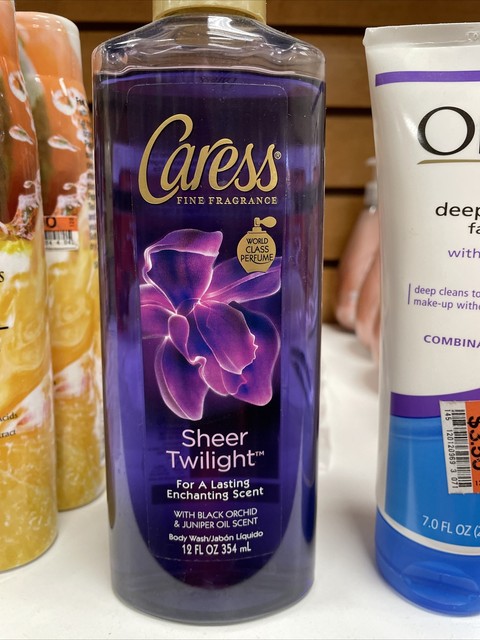 Caress®
FINE FRAGRANCE
WORLD
CLASS
PERFUME
Sheer
Twilight™
For A Lasting
Enchanting Scent
WITH BLACK ORCHID
& JUNIPER OIL SCENT
Body Wash/Jabón Líquido
12 FL OZ 354 mL
deep
with
deep cleans to
make-up
COMBINA
7.0 FL OZ